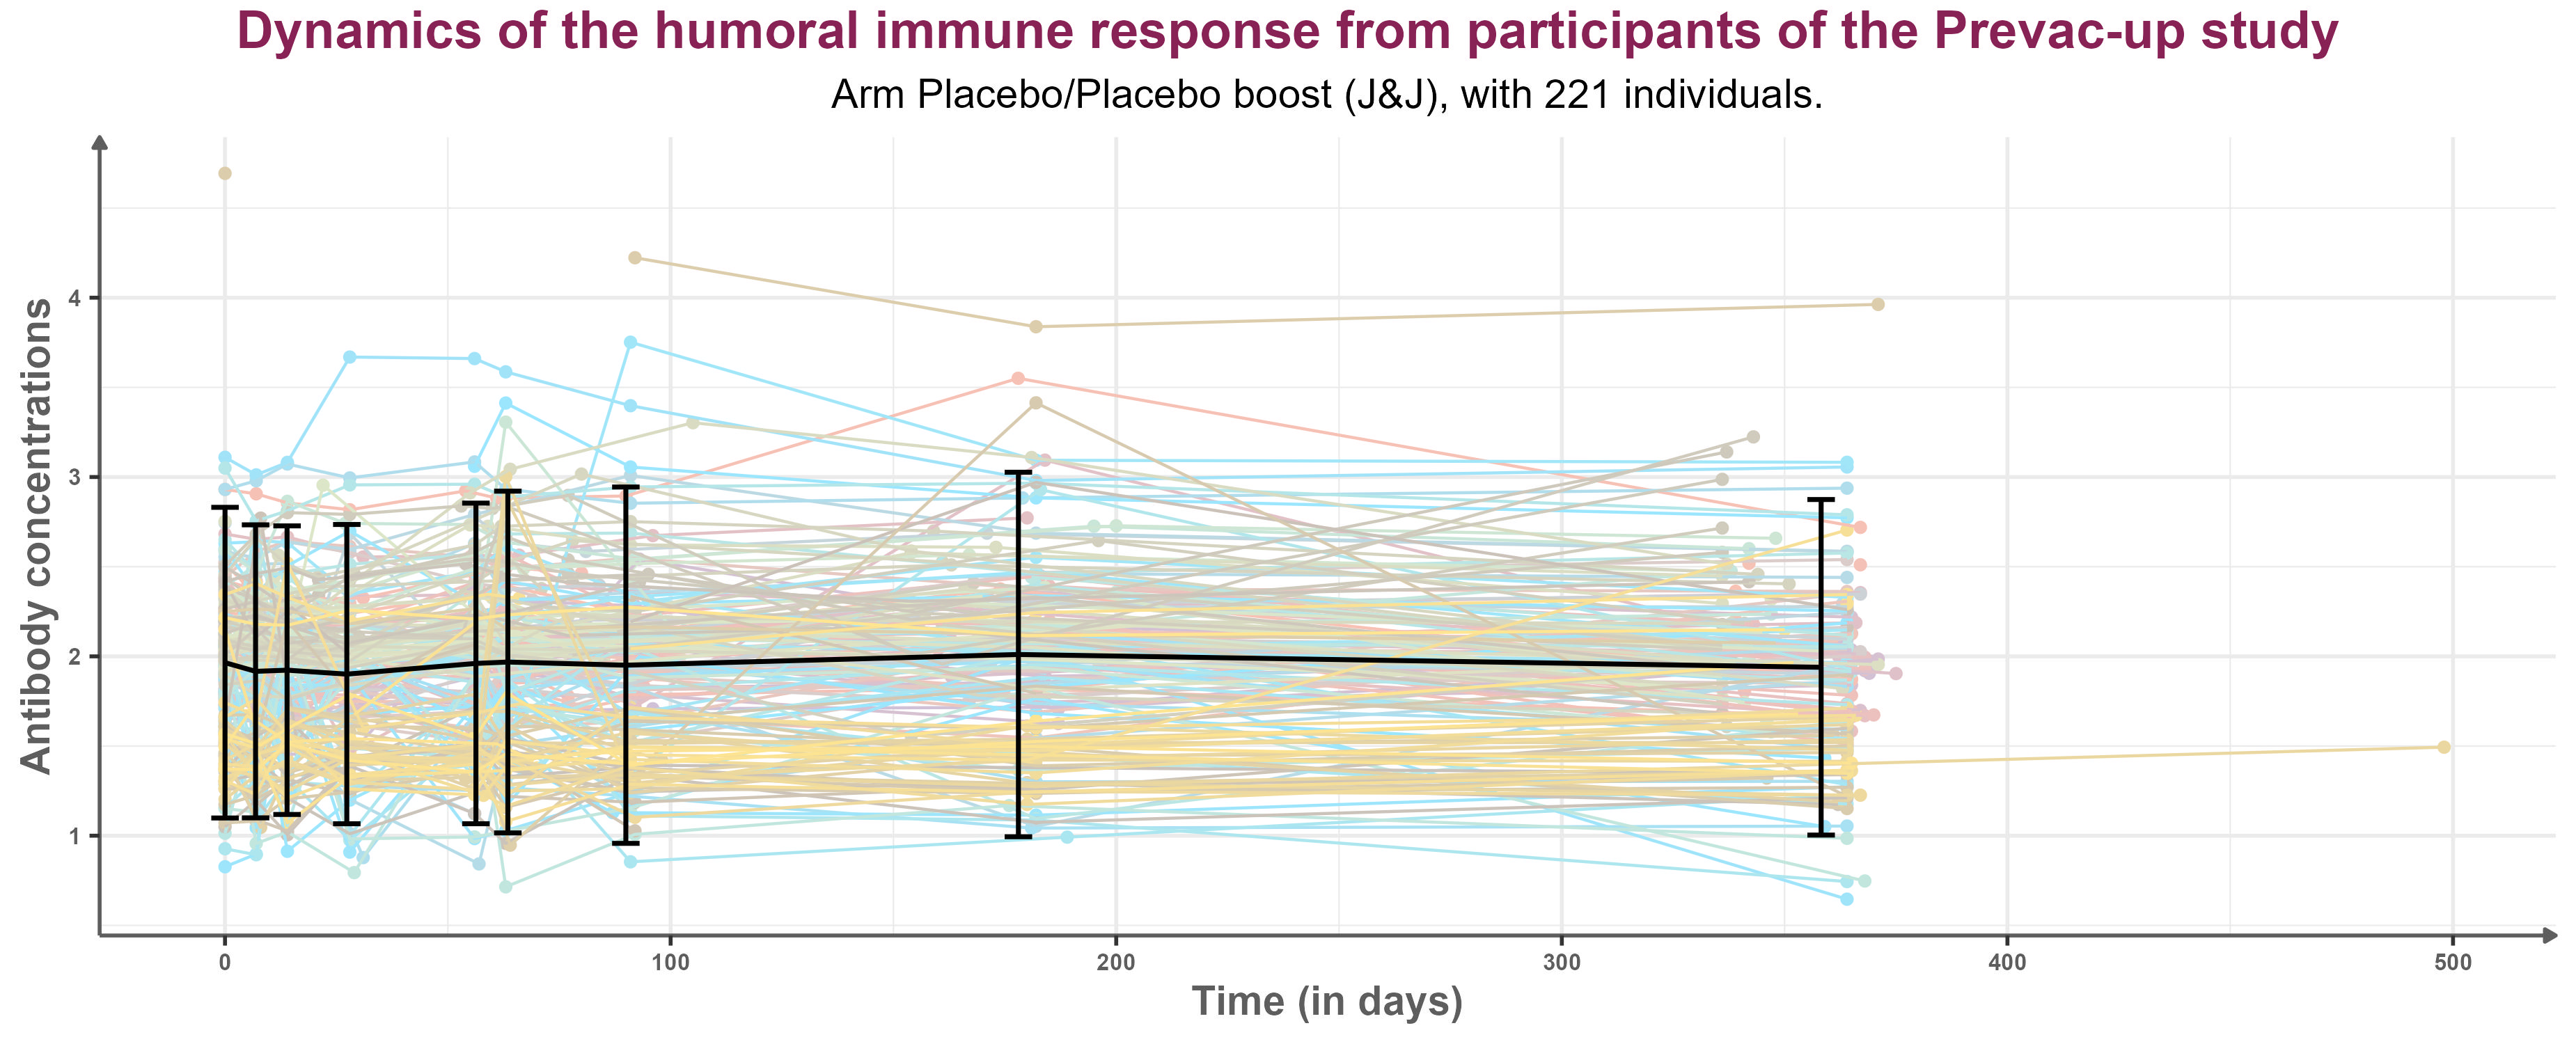 Dynamics of the humoral immune response from participants of the Prevac-up study
Arm Placebo/Placebo boost (J&J), with 221 individuals.
Antibody concentrations
4
3
2
1
0 100 200 300 400 500
Time (in days)